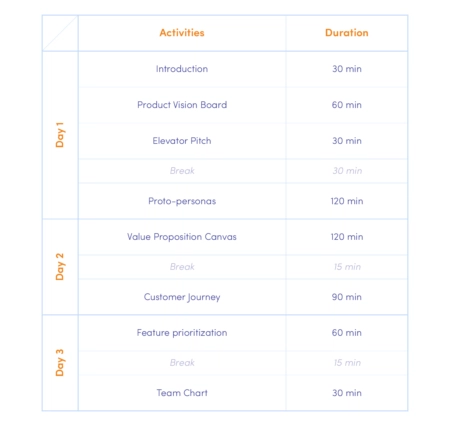 Activities Duration
Day 1
Introduction 30 min
Product Vision Board 60 min
Elevator Pitch 30 min
Break 30 min
Proto-personas 120 min
Day 2
Value Proposition Canvas 120 min
Break 15 min
Customer Journey 90 min
Day 3
Feature prioritization 60 min
Break 15 min
Team Chart 30 min